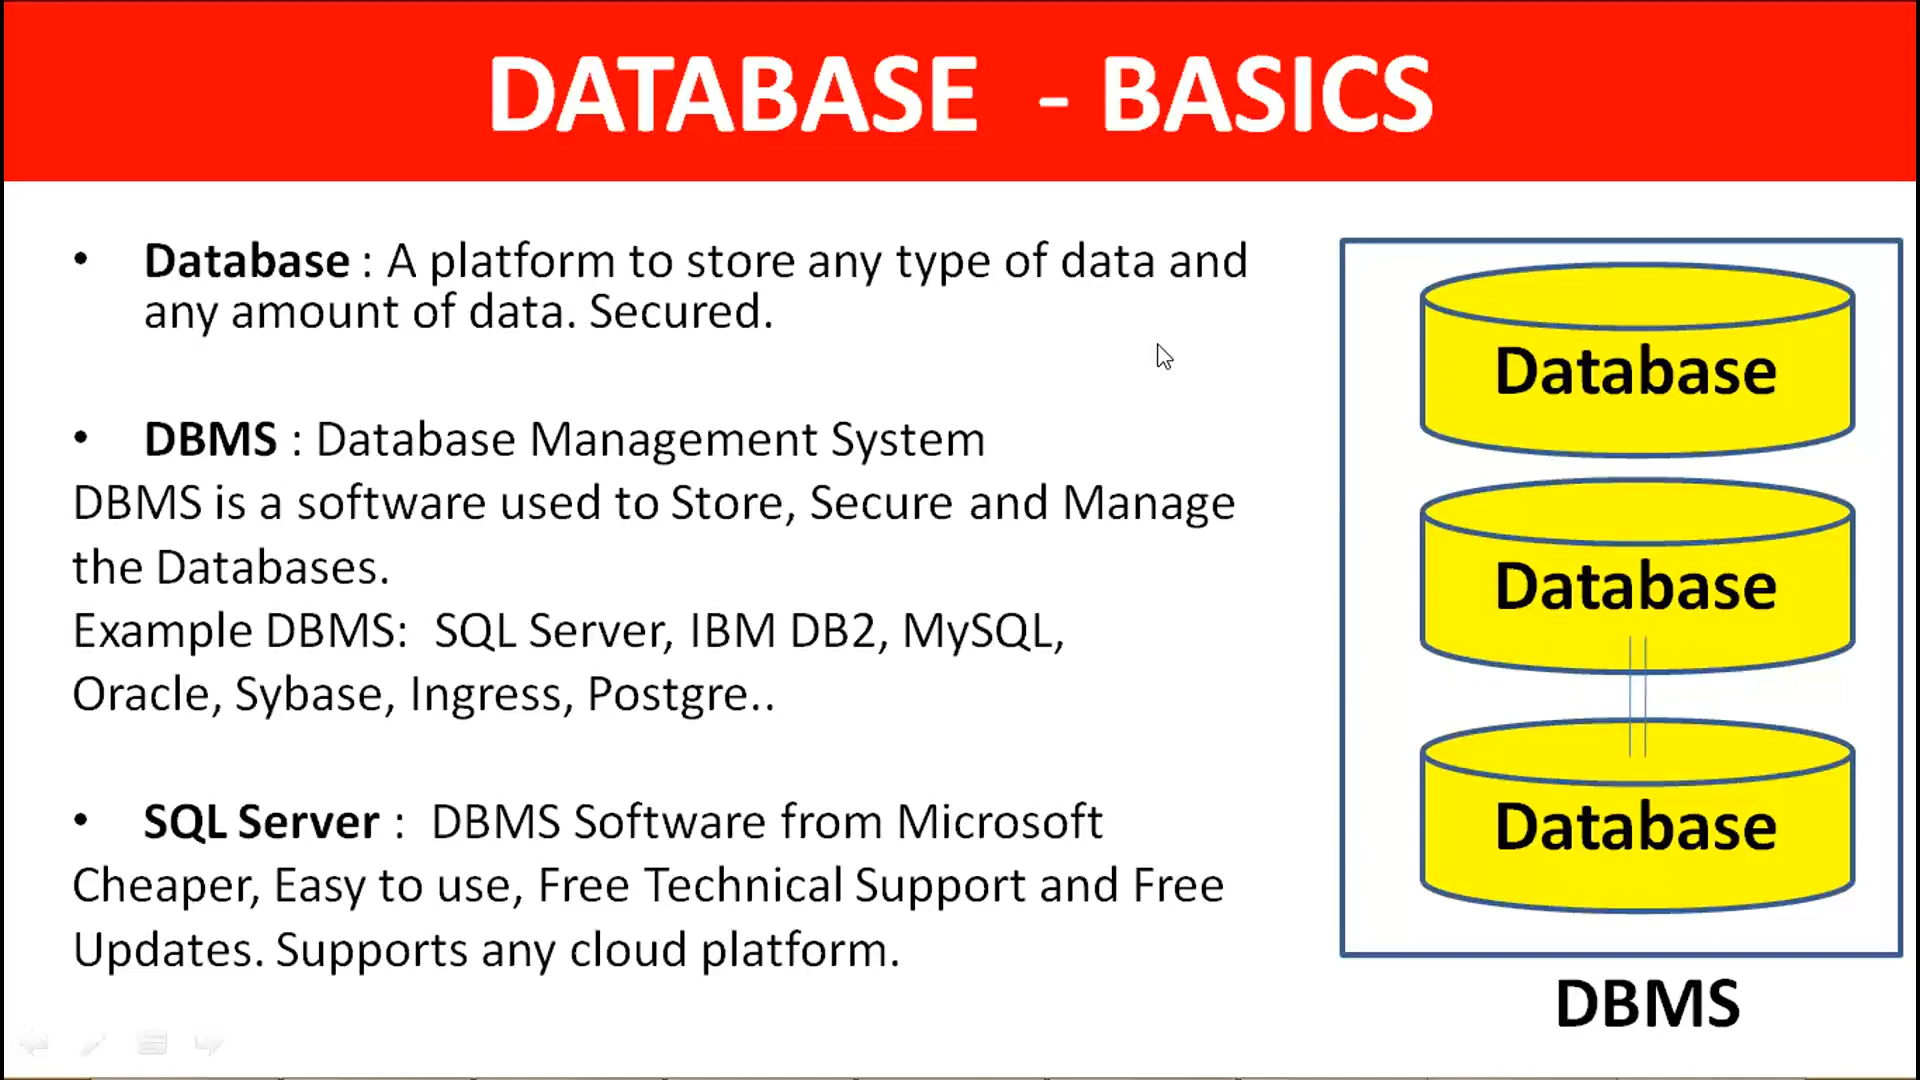 DATABASE - BASICS
• Database : A platform to store any type of data and
any amount of data. Secured.
• DBMS : Database Management System
DBMS is a software used to Store, Secure and Manage
the Databases.
Example DBMS: SQL Server, IBM DB2, MySQL,
Oracle, Sybase, Ingress, Postgre..
• SQL Server : DBMS Software from Microsoft
Cheaper, Easy to use, Free Technical Support and Free
Updates. Supports any cloud platform.
Database
Database
Database
DBMS